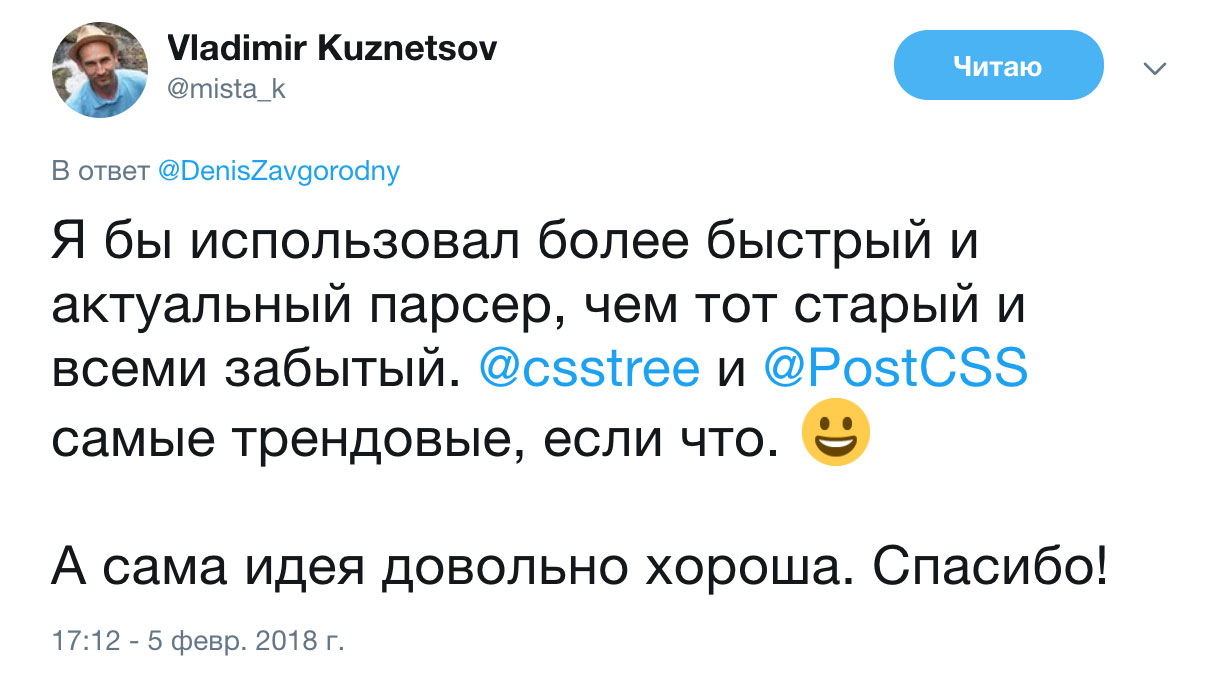 Vladimir Kuznetsov
@mista_k
Читаю
В ответ @DenisZavgorodny
Я бы использовал более быстрый и
актуальный парсер, чем тот старый и
всеми забытый. @csstree и @PostCSS
самые трендовые, если что. 😀
А сама идея довольно хороша. Спасибо!
17:12 - 5 февр. 2018 г.